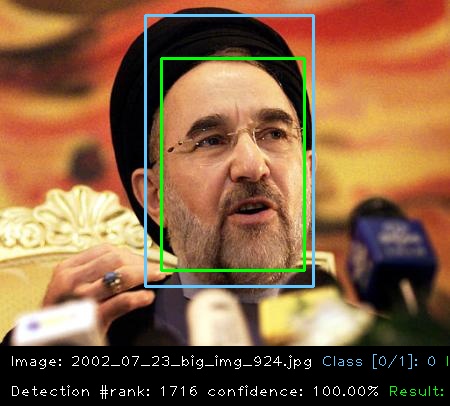 Image: 2002_07_23_big_img_924.jpg Class [0/1]: 0
Detection #rank: 1716 confidence: 100.00% Result: